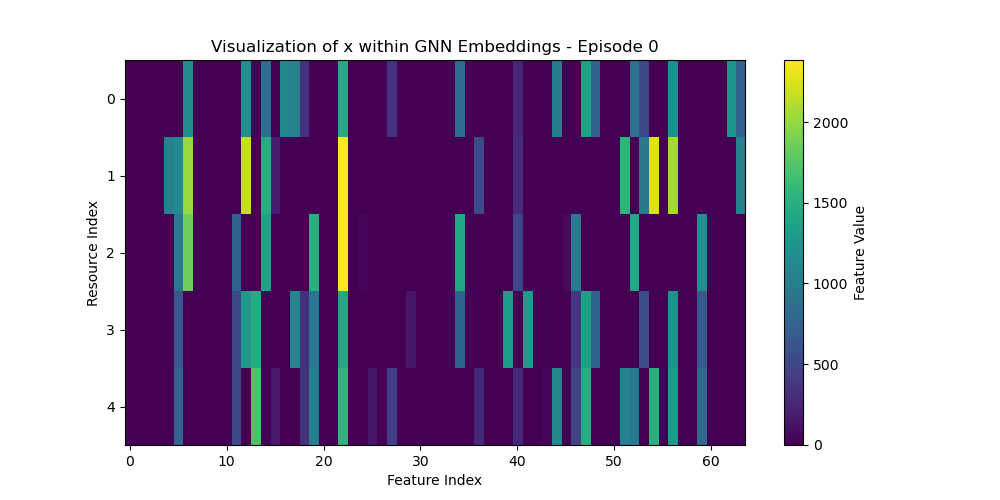 Visualization of x within GNN Embeddings - Episode 0
Resource Index
0
1
2
3
4
0 10 20 30 40 50 60
Feature Index
2000
1500
1000
500
0
Feature Value